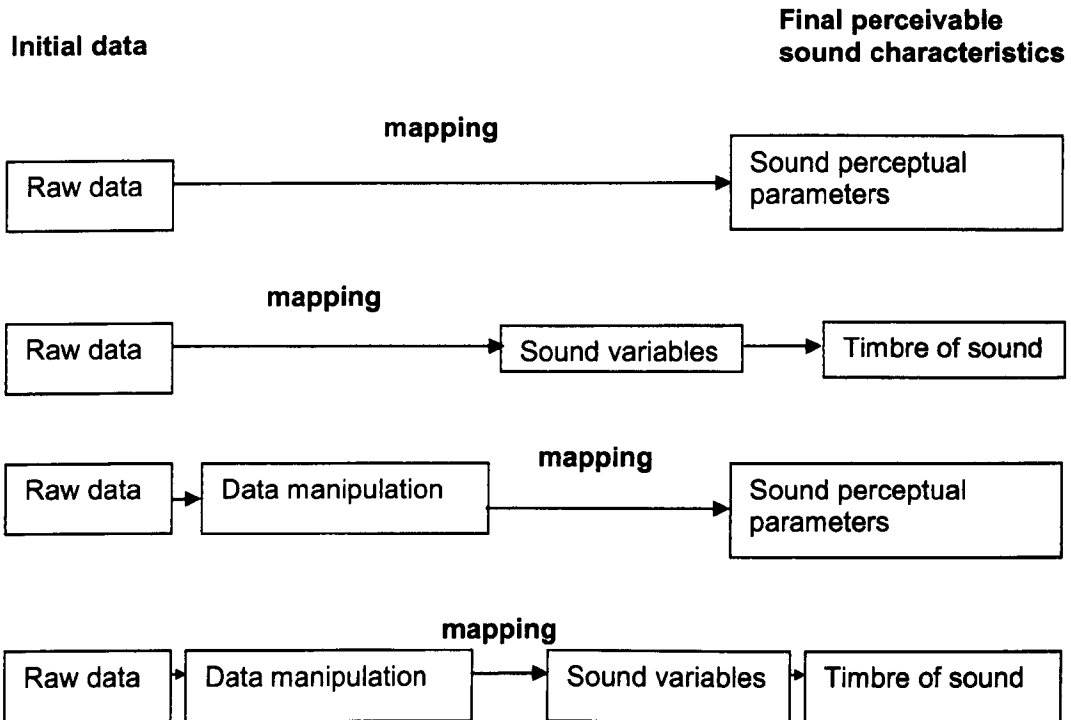 Initial data
Final perceivable
sound characteristics
mapping
Raw data
Sound perceptual
parameters
mapping
Raw data
Sound variables
Timbre of sound
mapping
Raw data
Data manipulation
Sound perceptual
parameters
mapping
Raw data
Data manipulation
Sound variables
Timbre of sound